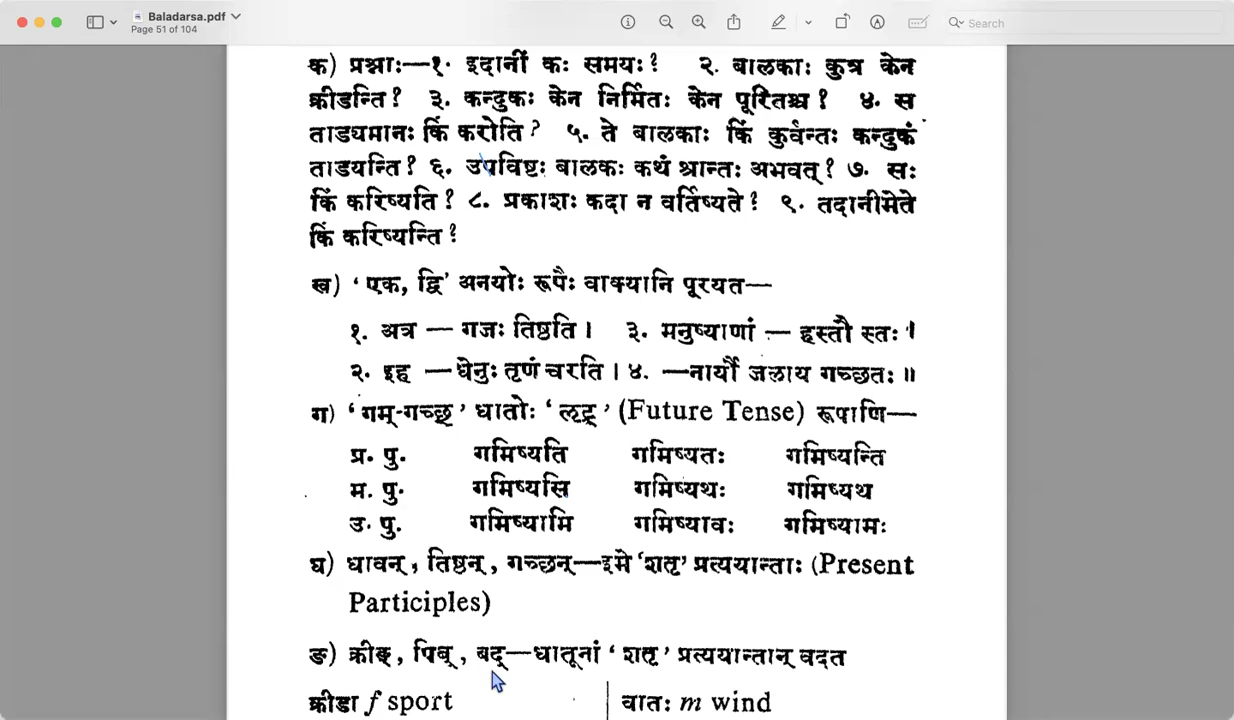 Baladarsa.pdf
Page 51 of 104
Search
क) प्रश्नाः—१. इदानीं कः समयः? २. बालकाः कुत्र केन
क्रीडन्ति? ३. कन्दुकः केन निर्मितः केन पूरितश्च? ४. स
ताड्यमानः किं करोति? ५. ते बालकाः किं कुर्वन्तः कन्दुकं
ताडयन्ति? ६. उपविष्टः बालकः कथं श्रान्तः अभवत्? ७. सः
किं करिष्यति? ८. प्रकाशः कदा न वर्तिष्यते? ९. तदानीमेते
किं करिष्यन्ति?
ख) 'एक, द्वि' अनयोः रूपैः वाक्यानि पूरयत—
१. अत्र — गजः तिष्ठति। ३. मनुष्याणां — हस्तौ स्तः।
२. इह —धेनुः तृणं चरति। ४. —नार्यौ जलाय गच्छतः॥
ग) 'गम्-गच्छ्' धातोः 'लृट्' (Future Tense) रूपाणि—
प्र. पु. गमिष्यति गमिष्यतः गमिष्यन्ति
म. पु. गमिष्यसि गमिष्यथः गमिष्यथ
उ. पु. गमिष्यामि गमिष्यावः गमिष्यामः
घ) धावन्, तिष्ठन्, गच्छन्—इमे 'शतृ' प्रत्ययान्ताः (Present
Participles)
ङ) क्रीड्, पिब्, वद्—धातूनां 'शतृ' प्रत्ययान्तान् वदत
क्रीडा f sport
वातः m wind